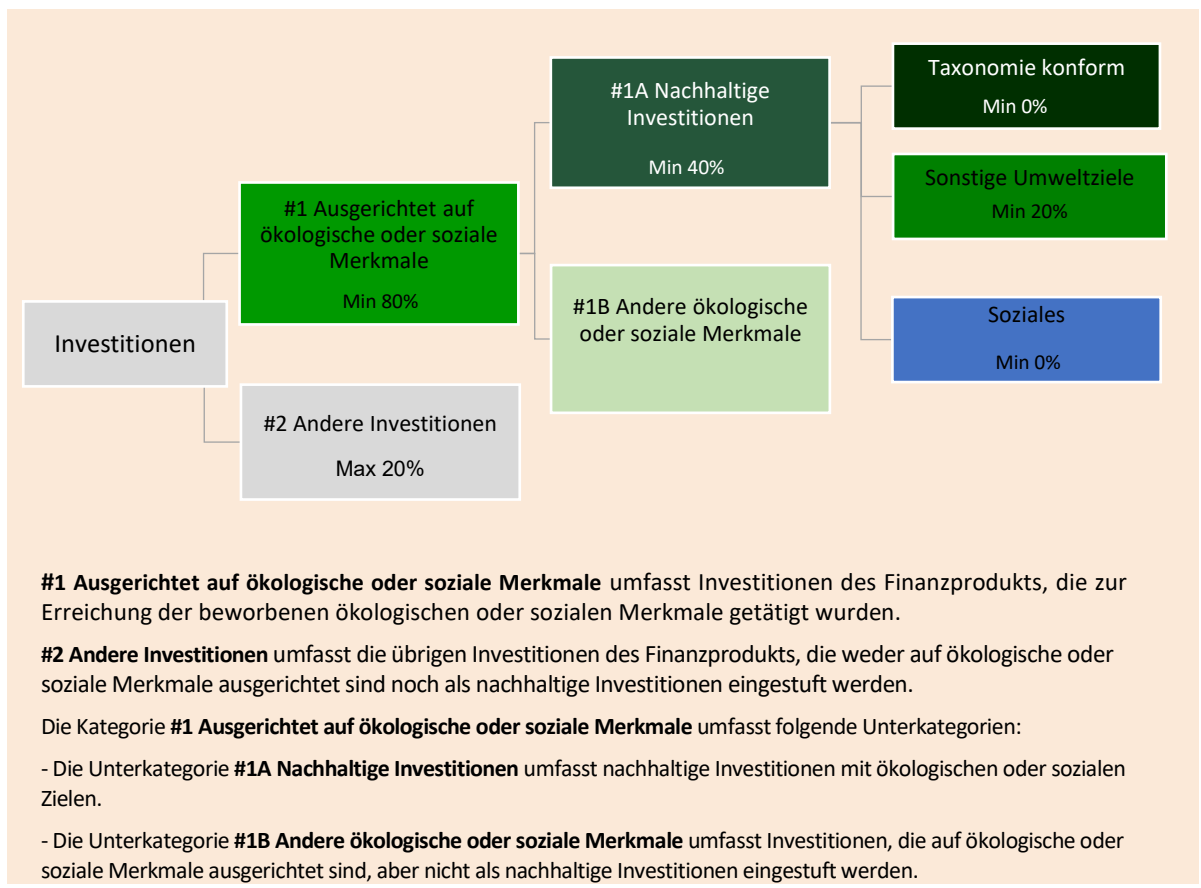 Investitionen
#1 Ausgerichtet auf
ökologische oder soziale
Merkmale
Min 80%
#2 Andere Investitionen
Max 20%
#1A Nachhaltige
Investitionen
Min 40%
#1B Andere ökologische
oder soziale Merkmale
Taxonomie konform
Min 0%
Sonstige Umweltziele
Min 20%
Soziales
Min 0%
#1 Ausgerichtet auf ökologische oder soziale Merkmale umfasst Investitionen des Finanzprodukts, die zur
Erreichung der beworbenen ökologischen oder sozialen Merkmale getätigt wurden.
#2 Andere Investitionen umfasst die übrigen Investitionen des Finanzprodukts, die weder auf ökologische oder
soziale Merkmale ausgerichtet sind noch als nachhaltige Investitionen eingestuft werden.
Die Kategorie #1 Ausgerichtet auf ökologische oder soziale Merkmale umfasst folgende Unterkategorien:
- Die Unterkategorie #1A Nachhaltige Investitionen umfasst nachhaltige Investitionen mit ökologischen oder sozialen
Zielen.
- Die Unterkategorie #1B Andere ökologische oder soziale Merkmale umfasst Investitionen, die auf ökologische oder
soziale Merkmale ausgerichtet sind, aber nicht als nachhaltige Investitionen eingestuft werden.